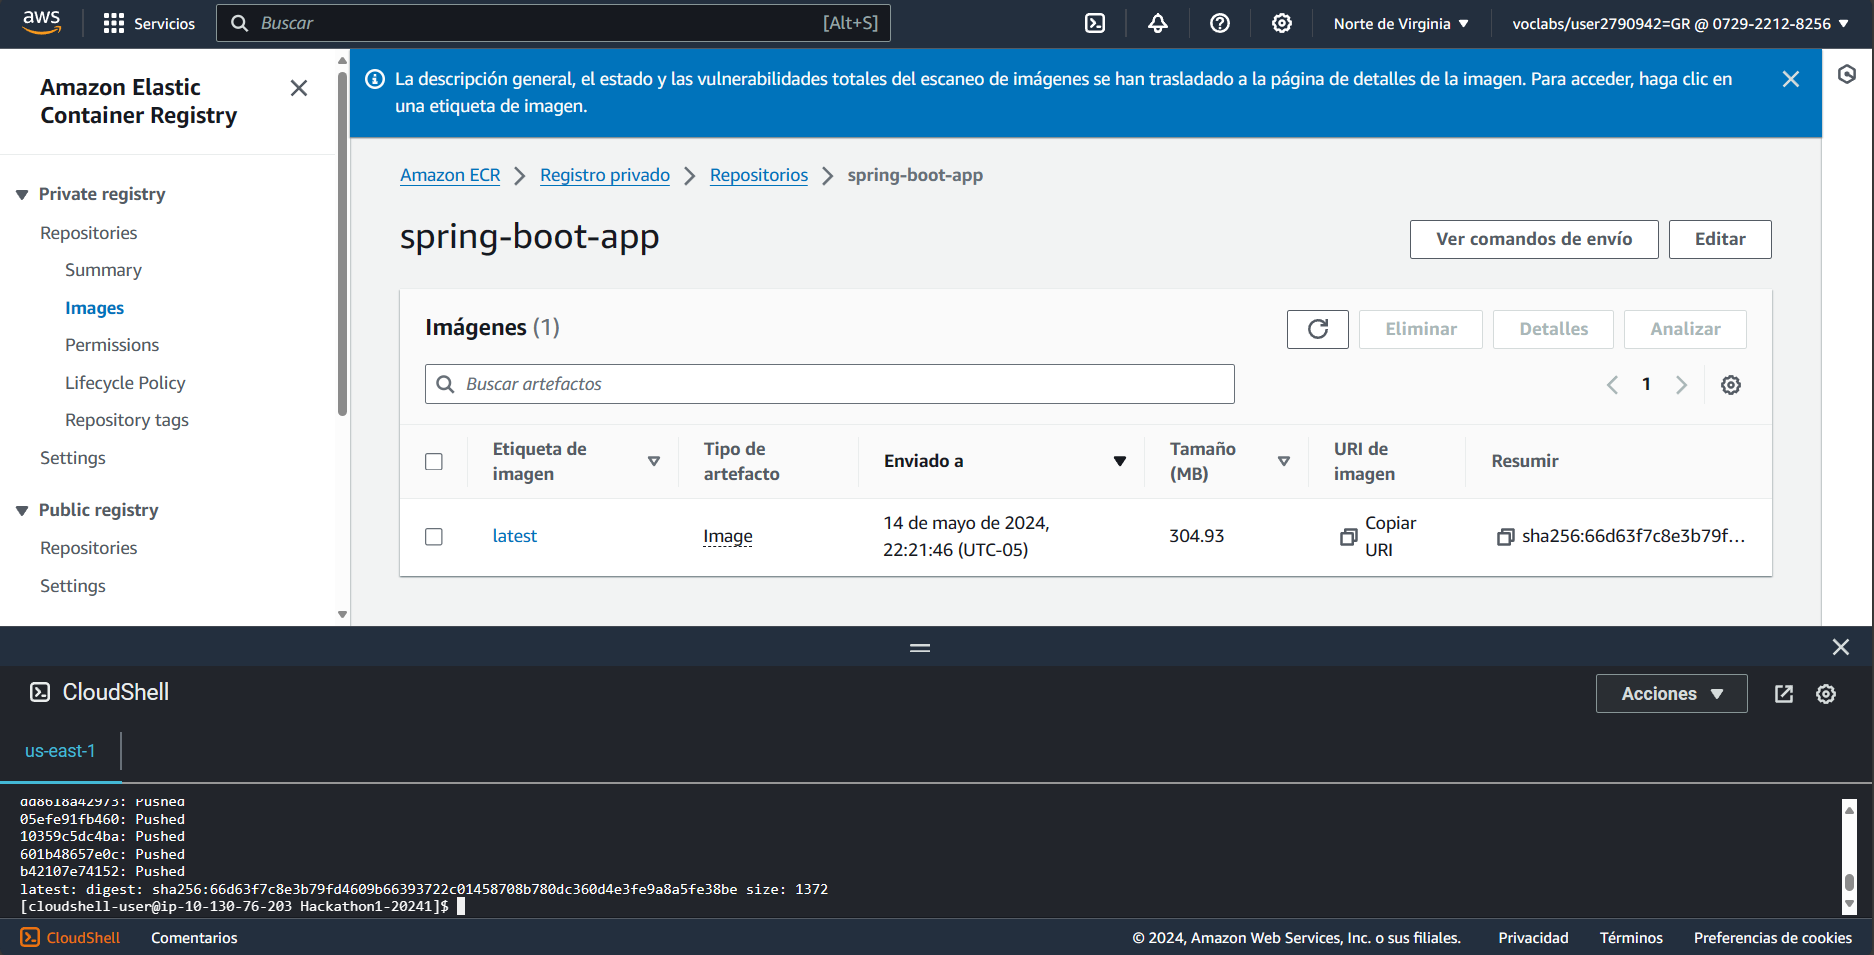 aws
Servicios
Buscar
[Alt+S]
Norte de Virginia
voclabs/user2790942=GR @ 0729-2212-8256
Amazon Elastic
Container Registry
Private registry
Repositories
Summary
Images
Permissions
Lifecycle Policy
Repository tags
Settings
Public registry
Repositories
Settings
La descripción general, el estado y las vulnerabilidades totales del escaneo de imágenes se han trasladado a la página de detalles de la imagen. Para acceder, haga clic en
una etiqueta de imagen.
Amazon ECR
Registro privado
Repositorios
spring-boot-app
spring-boot-app
Ver comandos de envío
Editar
Imágenes (1)
Eliminar
Detalles
Analizar
Buscar artefactos
1
Etiqueta de
imagen
Tipo de
artefacto
Enviado a
Tamaño
(MB)
URI de
imagen
Resumir
latest
Image
14 de mayo de 2024,
22:21:46 (UTC-05)
304.93
Copiar
URI
sha256:66d63f7c8e3b79f...
CloudShell
Acciones
us-east-1
dd8618a42973: Pushed
05efe91fb460: Pushed
10359c5dc4ba: Pushed
601b48657e0c: Pushed
b42107e74152: Pushed
latest: digest: sha256:66d63f7c8e3b79fd4609b66393722c01458708b780dc360d4e3fe9a8a5fe38be size: 1372
[cloudshell-user@ip-10-130-76-203 Hackathon1-20241]$
CloudShell
Comentarios
© 2024, Amazon Web Services, Inc. o sus filiales.
Privacidad
Términos
Preferencias de cookies